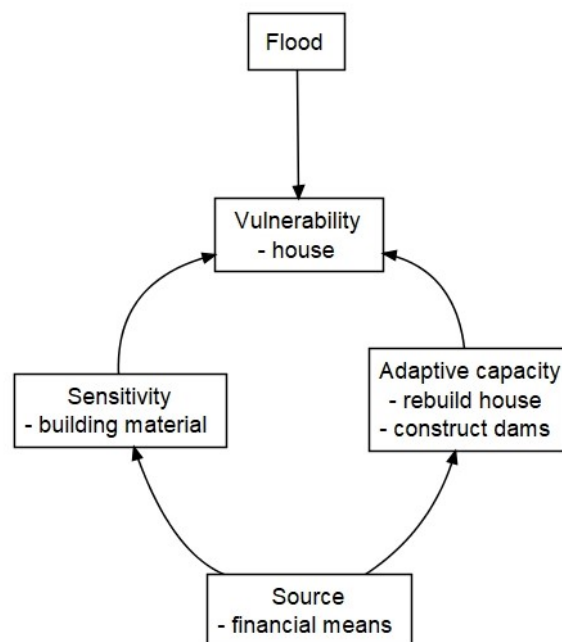 Flood
Vulnerability
- house
Sensitivity
- building material
Adaptive capacity
- rebuild house
- construct dams
Source
- financial means